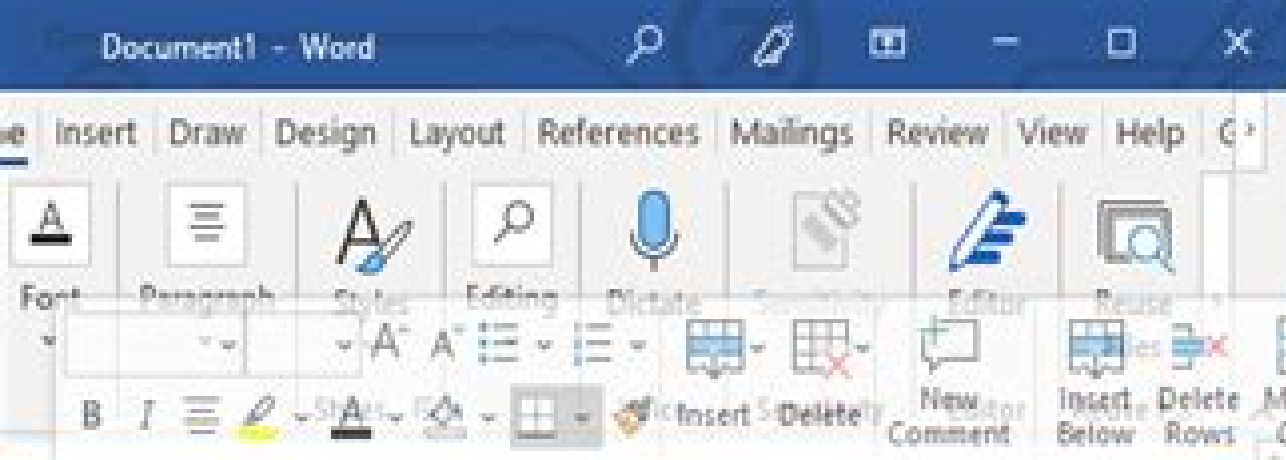 Document1 - Word
Insert Draw Design Layout References Mailings Review View Help
Font Paragraph Styles Editing Dictate Sensitivity Editor Reuse
A A
B I A Insert Delete New Comment Insert Below Delete Rows